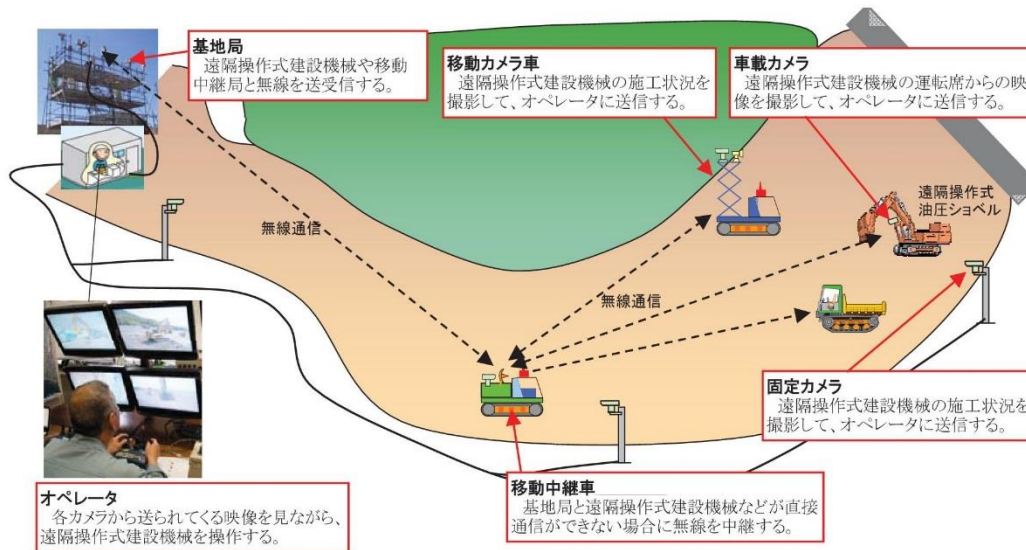 基地局
遠隔操作式建設機械や移動
中継局と無線を送受信する。
移動カメラ車
遠隔操作式建設機械の施工状況を
撮影して、オペレータに送信する。
車載カメラ
遠隔操作式建設機械の運転席からの映
像を撮影して、オペレータに送信する。
遠隔操作式
油圧ショベル
無線通信
無線通信
固定カメラ
遠隔操作式建設機械の施工状況を
撮影して、オペレータに送信する。
移動中継車
基地局と遠隔操作式建設機械などが直接
通信ができない場合に無線を中継する。
オペレータ
各カメラから送られてくる映像を見ながら、
遠隔操作式建設機械を操作する。